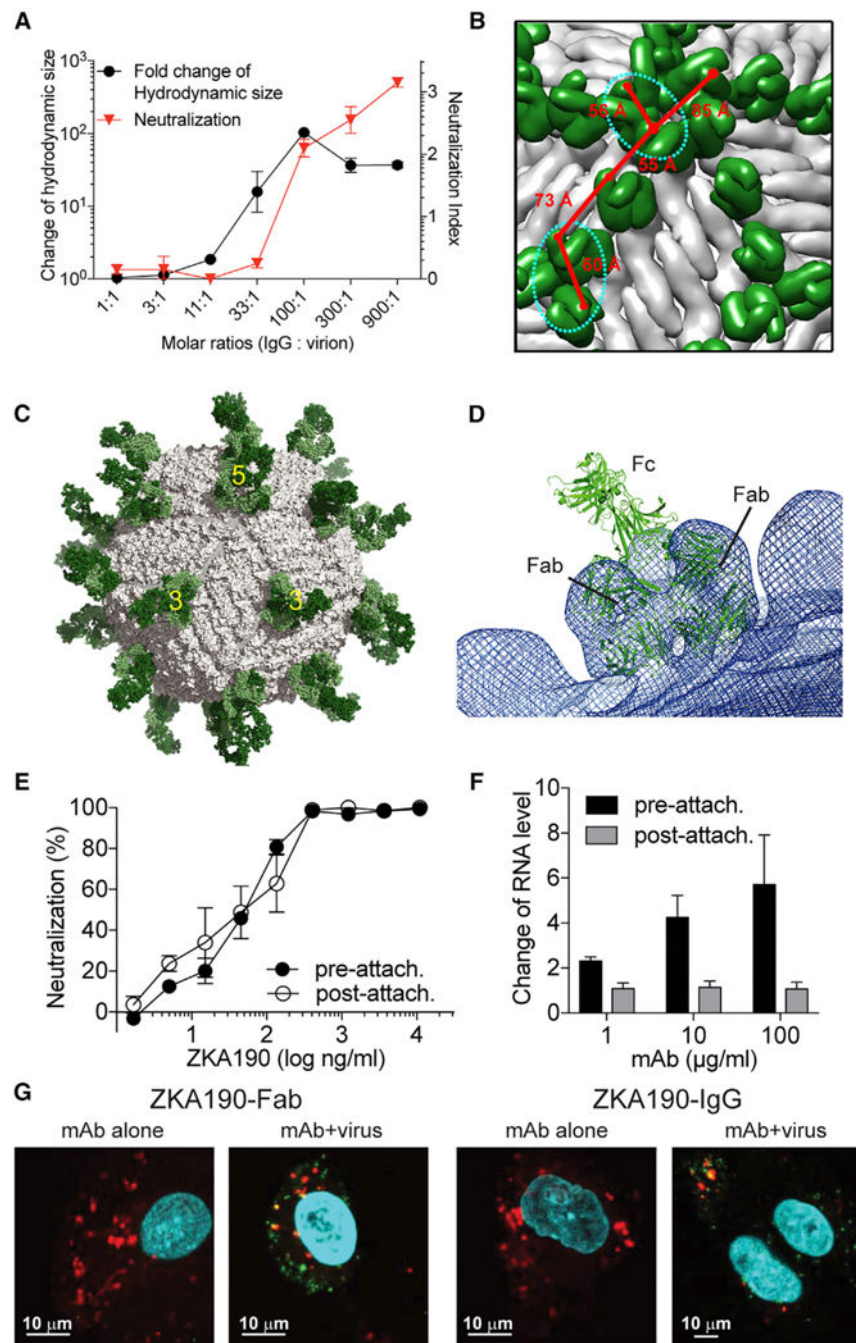 A
Change of hydrodynamic size
10³
10²
10¹
10⁰
Fold change of
Hydrodynamic size
Neutralization
Neutralization Index
3
2
1
0
1:1
3:1
11:1
33:1
100:1
300:1
900:1
Molar ratios (IgG : virion)
B
56 Å
85 Å
55 Å
73 Å
60 Å
C
5
3
3
D
Fc
Fab
Fab
E
Neutralization (%)
100
80
60
40
20
0
pre-attach.
post-attach.
1
2
3
4
ZKA190 (log ng/ml)
F
Change of RNA level
10
8
6
4
2
0
pre-attach.
post-attach.
1
10
100
mAb (µg/ml)
G
ZKA190-Fab
ZKA190-IgG
mAb alone
mAb+virus
mAb alone
mAb+virus
10 µm
10 µm
10 µm
10 µm